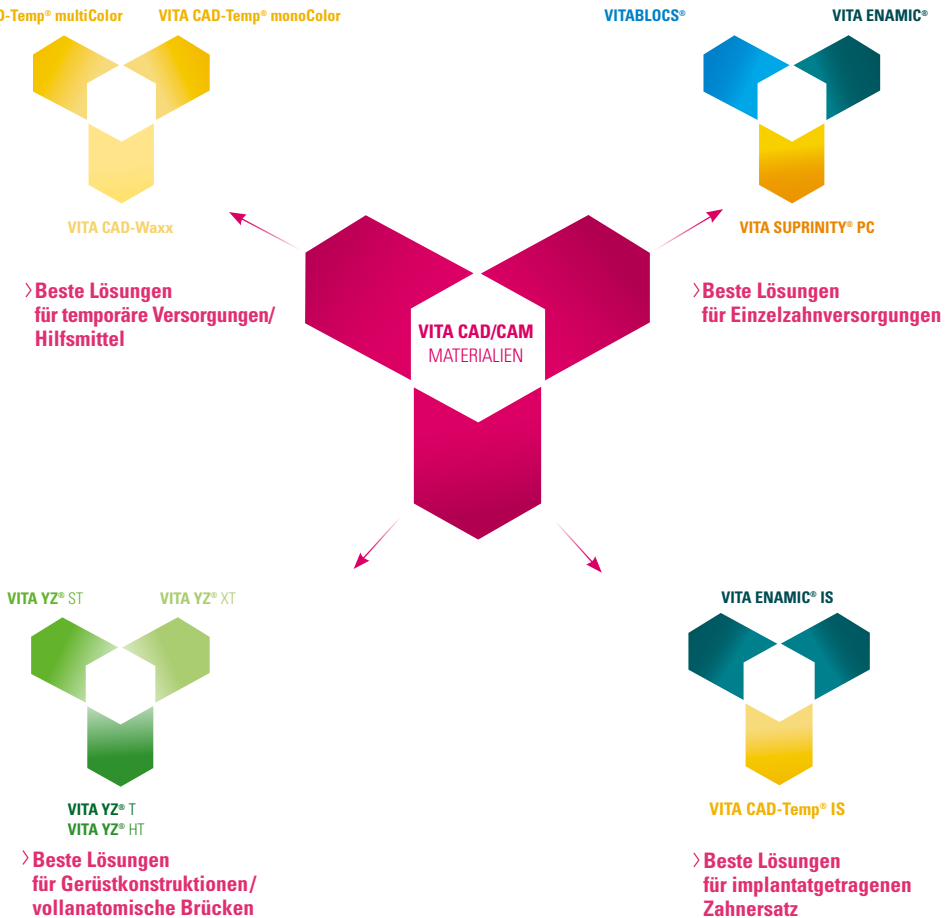 D-Temp® multiColor
VITA CAD-Temp® monoColor
VITA CAD-Waxx
› Beste Lösungen
für temporäre Versorgungen/
Hilfsmittel
VITABLOCS®
VITA ENAMIC®
VITA SUPRINITY® PC
› Beste Lösungen
für Einzelzahnversorgungen
VITA CAD/CAM
MATERIALIEN
VITA YZ® ST
VITA YZ® XT
VITA YZ® T
VITA YZ® HT
› Beste Lösungen
für Gerüstkonstruktionen/
vollanatomische Brücken
VITA ENAMIC® IS
VITA CAD-Temp® IS
› Beste Lösungen
für implantatgetragenen
Zahnersatz